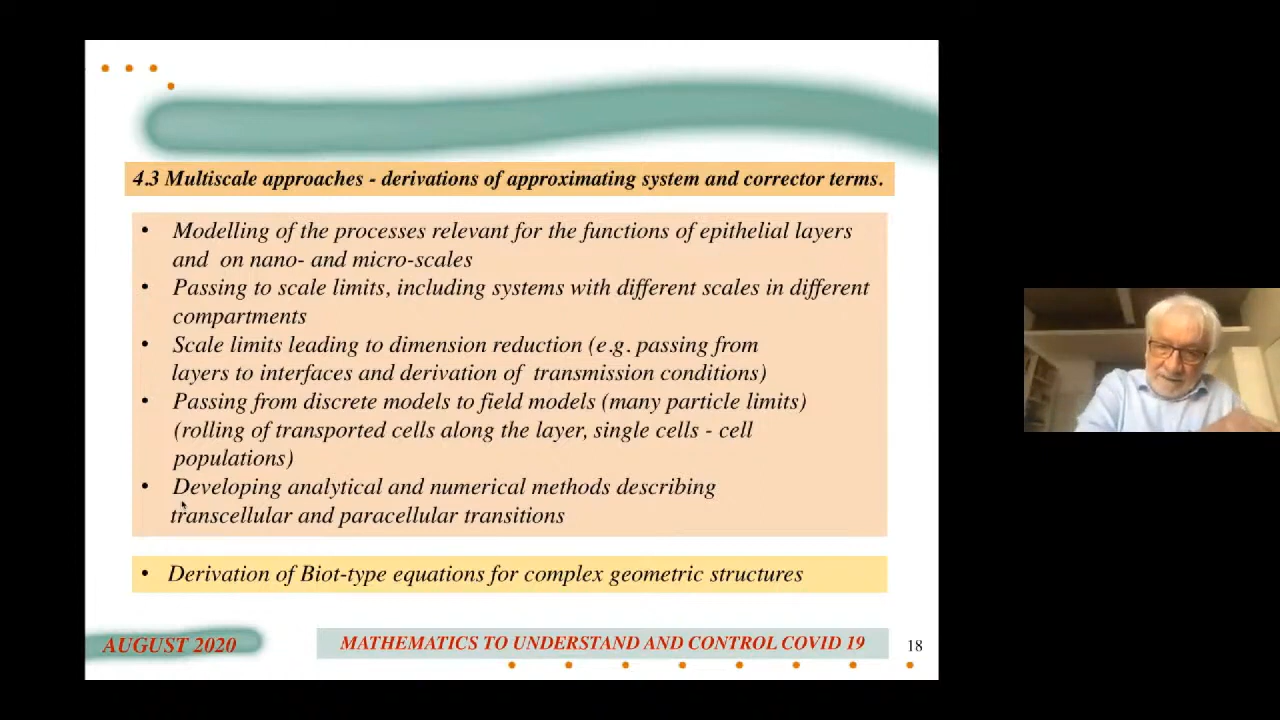 4.3 Multiscale approaches - derivations of approximating system and corrector terms.
• Modelling of the processes relevant for the functions of epithelial layers
and on nano- and micro-scales
• Passing to scale limits, including systems with different scales in different
compartments
• Scale limits leading to dimension reduction (e.g. passing from
layers to interfaces and derivation of transmission conditions)
• Passing from discrete models to field models (many particle limits)
(rolling of transported cells along the layer, single cells - cell
populations)
• Developing analytical and numerical methods describing
transcellular and paracellular transitions
• Derivation of Biot-type equations for complex geometric structures
AUGUST 2020
MATHEMATICS TO UNDERSTAND AND CONTROL COVID 19
18